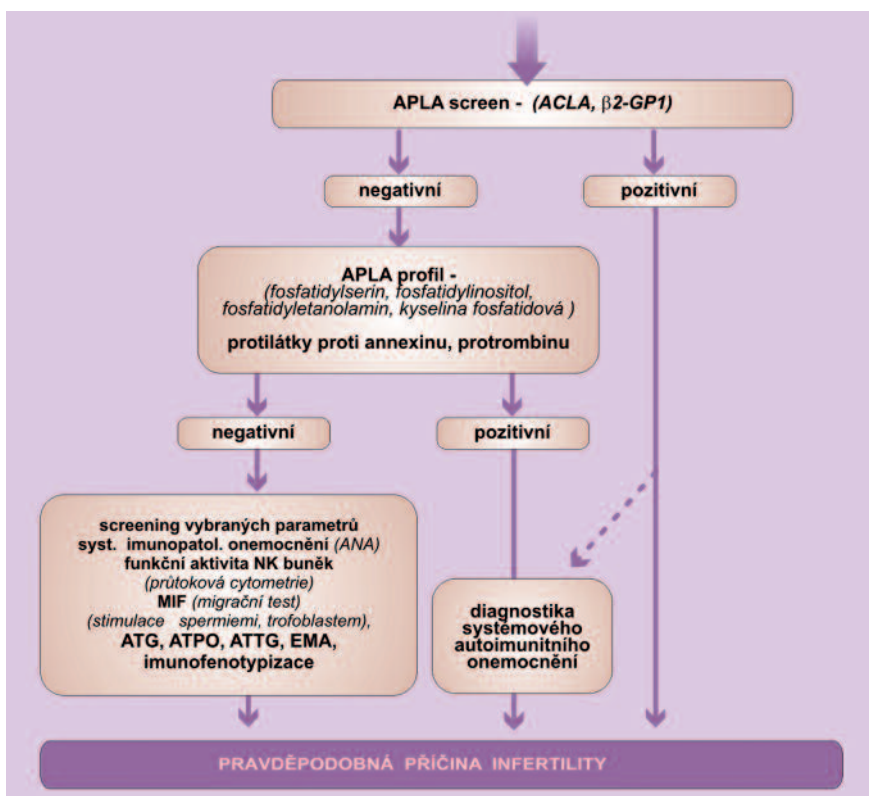 APLA screen - (ACLA, β2-GP1)
negativní
pozitivní
APLA profil -
(fosfatidylserin, fosfatidylinositol,
fosfatidyletanolamin, kyselina fosfatidová )
protilátky proti annexinu, protrombinu
negativní
pozitivní
screening vybraných parametrů
syst. imunopatol. onemocnění (ANA)
funkční aktivita NK buněk
(průtoková cytometrie)
MIF (migrační test)
(stimulace spermiemi, trofoblastem),
ATG, ATPO, ATTG, EMA,
imunofenotypizace
diagnostika
systémového
autoimunitního
onemocnění
PRAVDĚPODOBNÁ PŘÍČINA INFERTILITY